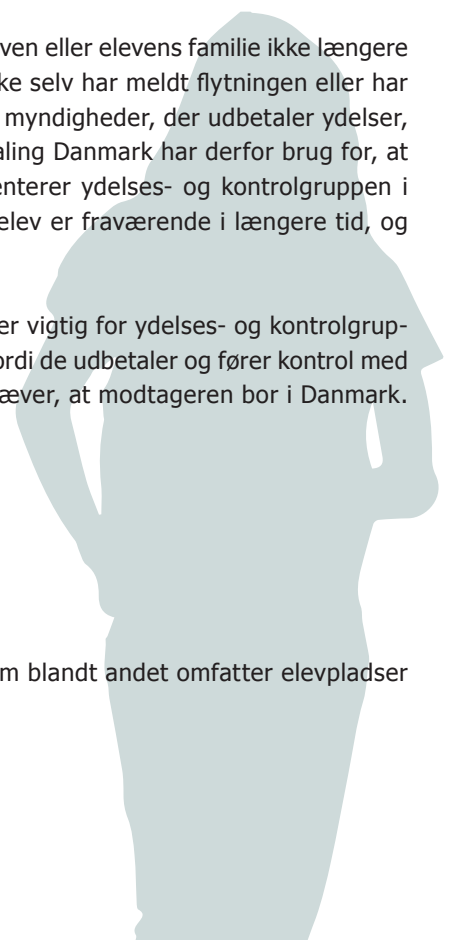 ven eller elevens familie ikke længere
ke selv har meldt flytningen eller har
myndigheder, der udbetaler ydelser,
aling Danmark har derfor brug for, at
enterer ydelses- og kontrolgruppen i
elev er fraværende i længere tid, og
er vigtig for ydelses- og kontrolgrup-
ordi de udbetaler og fører kontrol med
æver, at modtageren bor i Danmark.
m blandt andet omfatter elevpladser